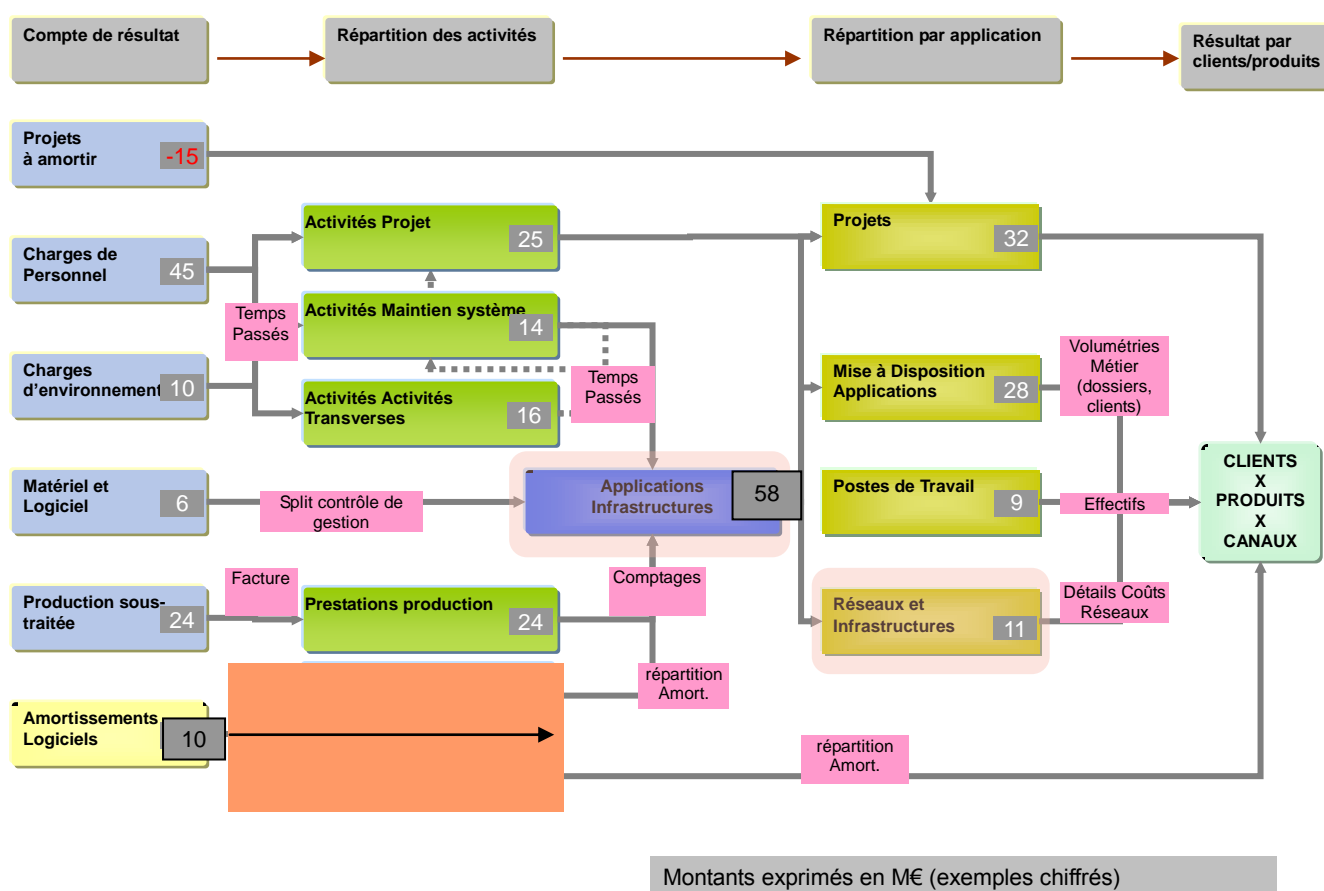 Compte de résultat
Répartition des activités
Répartition par application
Résultat par
clients/produits
Projets
à amortir
-15
Activités Projet
25
Projets
32
Charges de
Personnel
45
Temps
Passés
Activités Maintien système
14
Volumétries
Métier
(dossiers,
clients)
Charges
d'environnement
10
Temps
Passés
Mise à Disposition
Applications
28
Activités Activités
Transverses
16
Matériel et
Logiciel
6
Split contrôle de
gestion
Applications
Infrastructures
58
Postes de Travail
9
Effectifs
CLIENTS
X
PRODUITS
X
CANAUX
Facture
Comptages
Production sous-
traitée
24
Prestations production
24
Réseaux et
Infrastructures
11
Détails Coûts
Réseaux
répartition
Amort.
Amortissements
Logiciels
10
répartition
Amort.
Montants exprimés en M€ (exemples chiffrés)